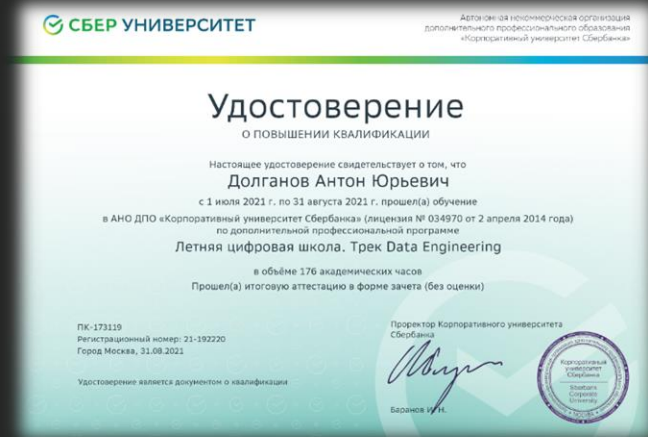 СБЕР УНИВЕРСИТЕТ
Автономная некоммерческая организация
дополнительного профессионального образования
«Корпоративный университет Сбербанка»
Удостоверение
О ПОВЫШЕНИИ КВАЛИФИКАЦИИ
Настоящее удостоверение свидетельствует о том, что
Долганов Антон Юрьевич
с 1 июля 2021 г. по 31 августа 2021 г. прошел(а) обучение
в АНО ДПО «Корпоративный университет Сбербанка» (лицензия № 034970 от 2 апреля 2014 года)
по дополнительной профессиональной программе
Летняя цифровая школа. Трек Data Engineering
в объёме 176 академических часов
Прошел(а) итоговую аттестацию в форме зачета (без оценки)
ПК-173119
Регистрационный номер: 21-192220
Город Москва, 31.08.2021
Удостоверение является документом о квалификации
Проректор Корпоративного университета
Сбербанка
Баранов И. Н.
Корпоративный
университет
Сбербанка
Sberbank
Corporate
University